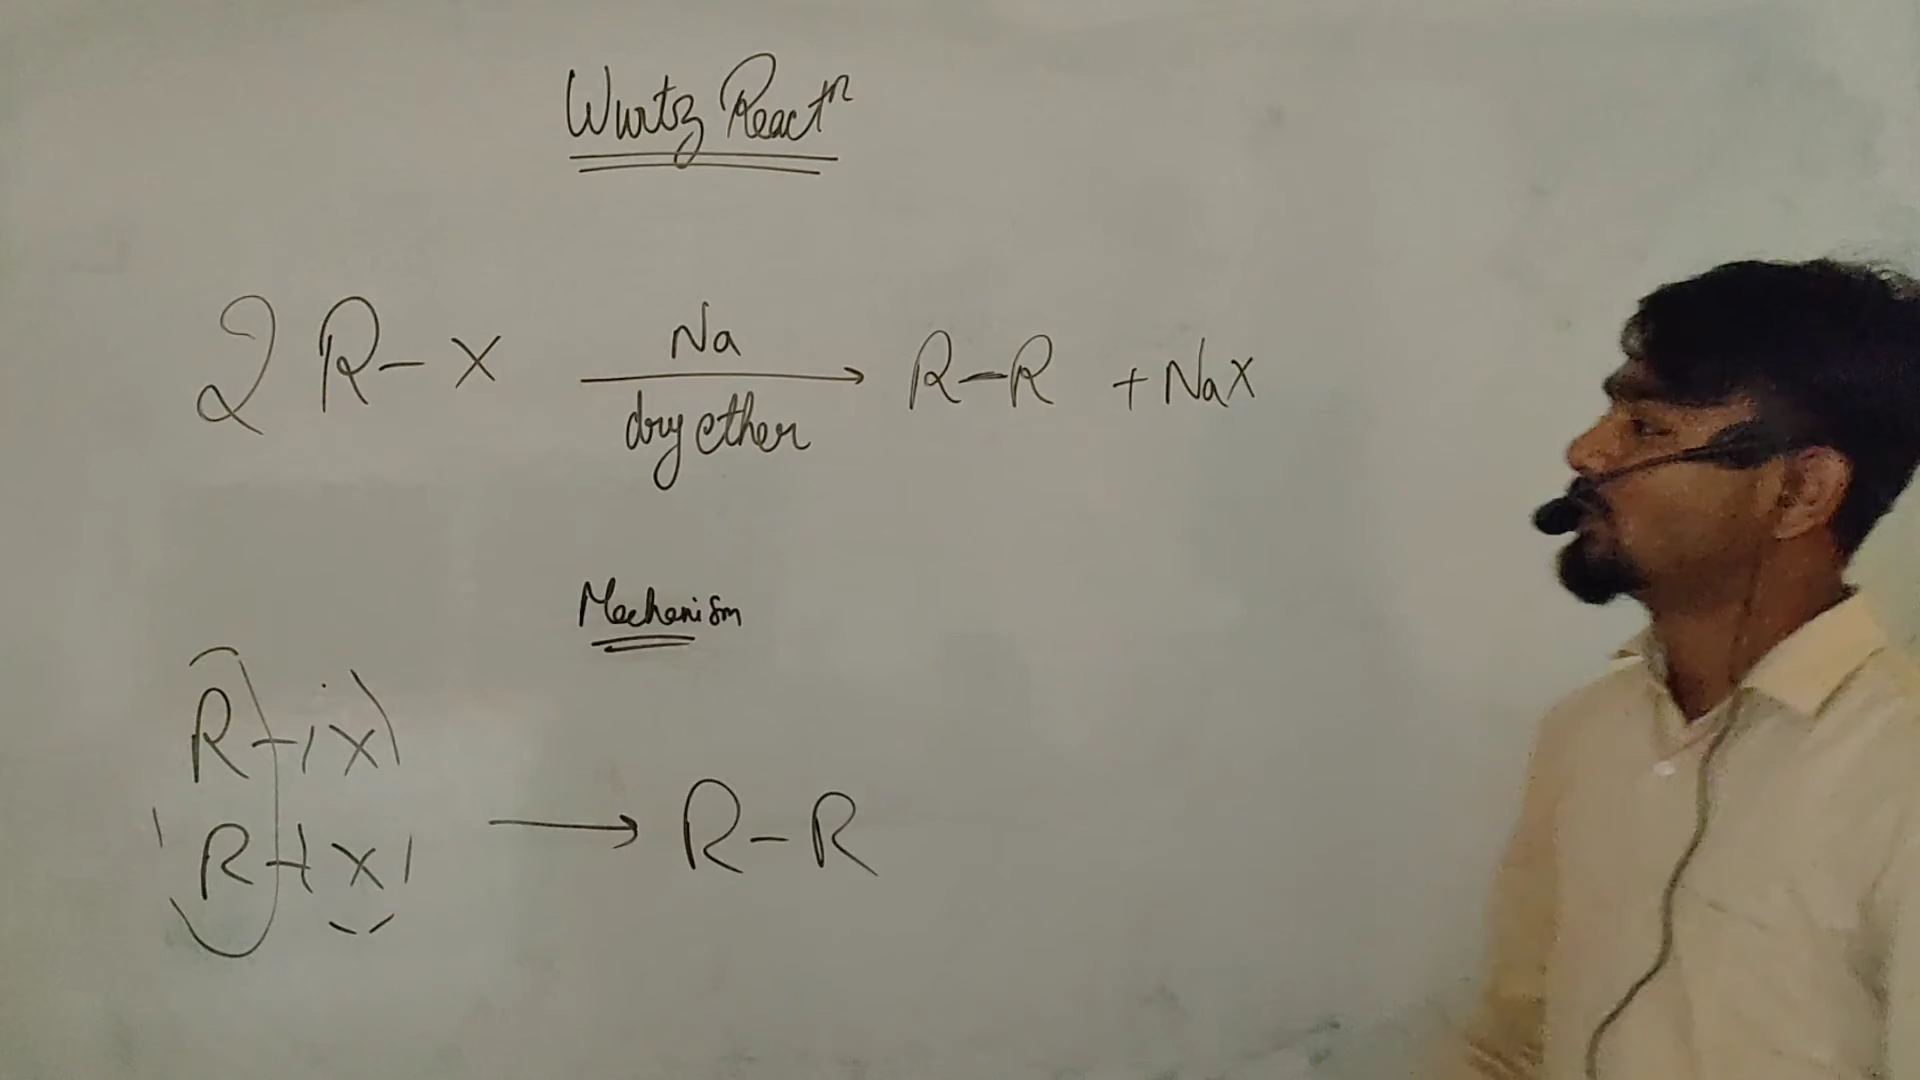 Wurtz Reactⁿ
2 R-X Na dry ether → R-R + NaX
Mechanism
R-X
R-X → R-R